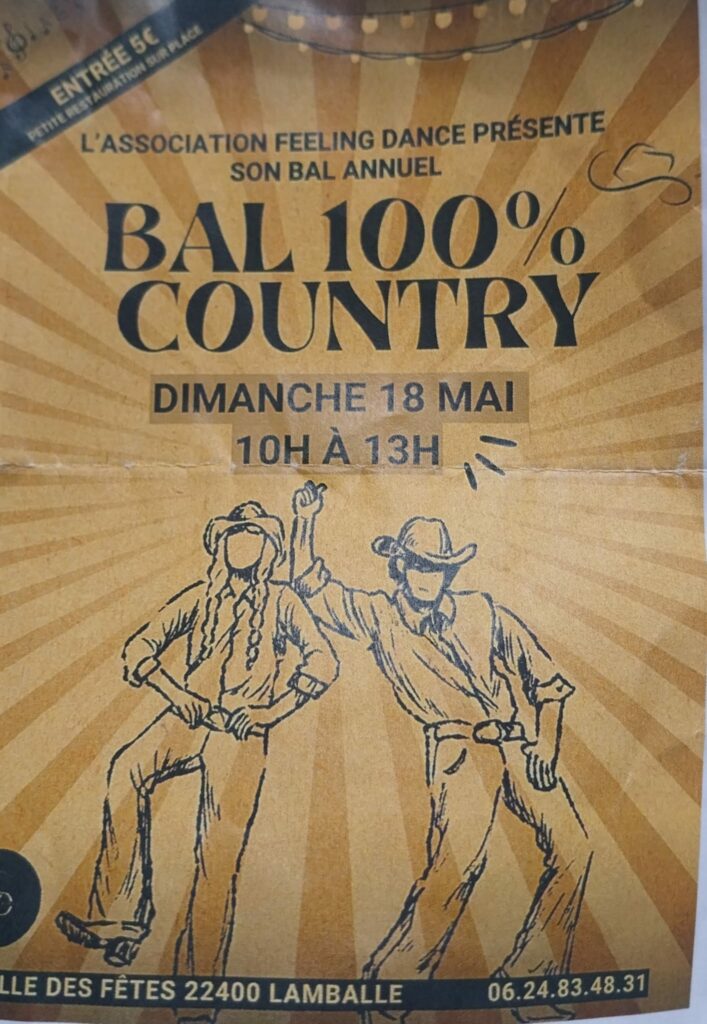 ENTRÉE 5€
PETITE RESTAURATION SUR PLACE
L'ASSOCIATION FEELING DANCE PRÉSENTE
SON BAL ANNUEL
BAL 100%
COUNTRY
DIMANCHE 18 MAI
10H À 13H
LLE DES FÊTES 22400 LAMBALLE 06.24.83.48.31